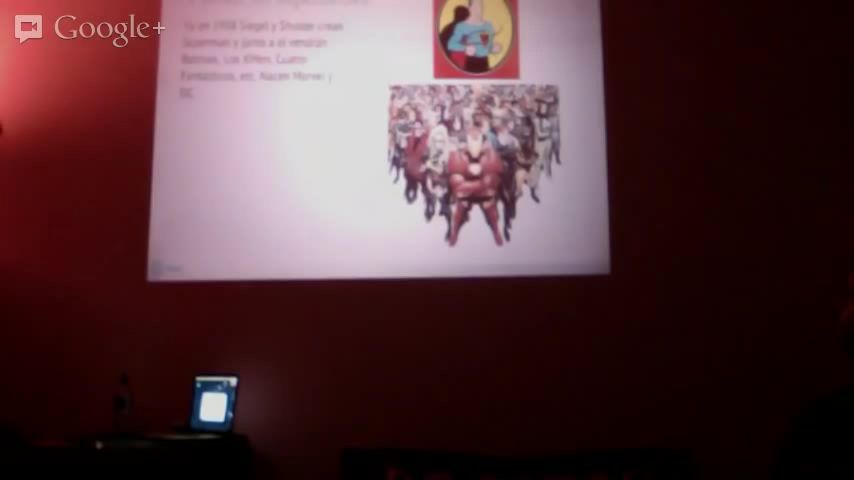 Google+
Ya en 1938 Siegel y Shuster crean
Superman y junto a el vendrán
Batman, Los XMen, Cuatro
Fantásticos, etc. Nacen Marvel y
DC